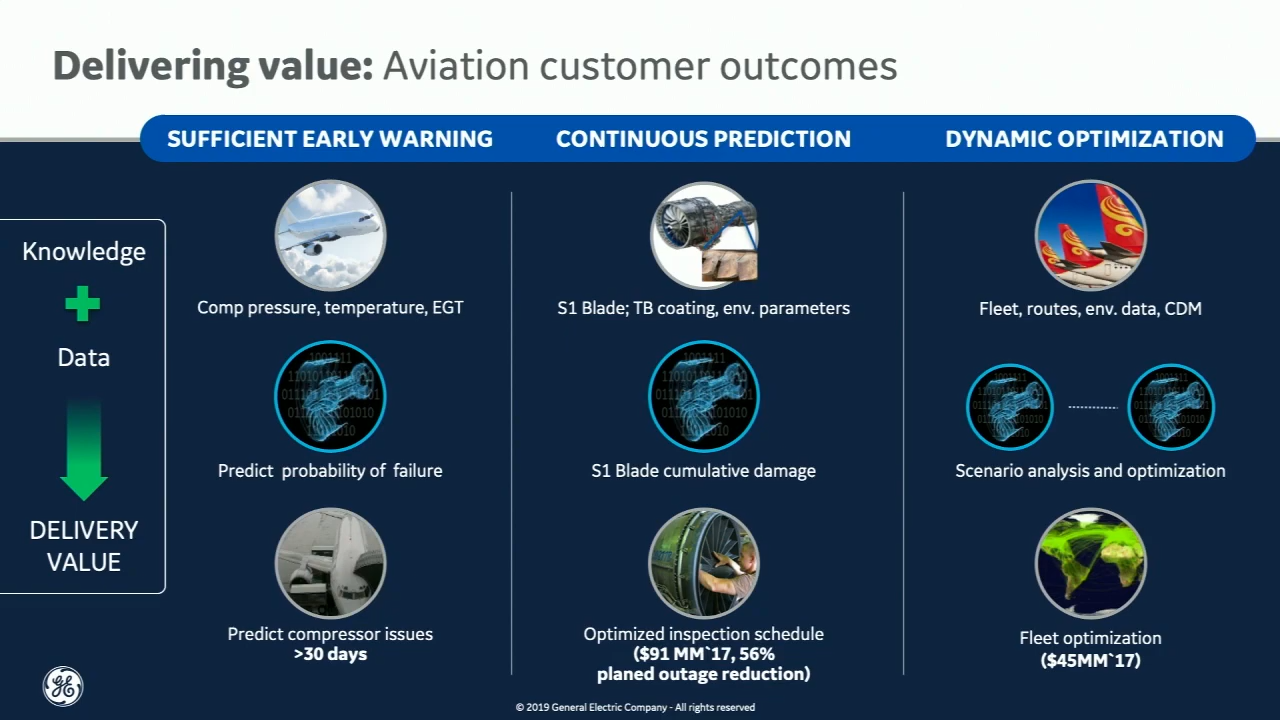 Delivering value: Aviation customer outcomes
SUFFICIENT EARLY WARNING
CONTINUOUS PREDICTION
DYNAMIC OPTIMIZATION
Knowledge
Data
DELIVERY
VALUE
Comp pressure, temperature, EGT
Predict probability of failure
Predict compressor issues
>30 days
S1 Blade; TB coating, env. parameters
S1 Blade cumulative damage
Optimized inspection schedule
($91 MM`17, 56%
planed outage reduction)
Fleet, routes, env. data, CDM
Scenario analysis and optimization
Fleet optimization
($45MM`17)
© 2019 General Electric Company - All rights reserved